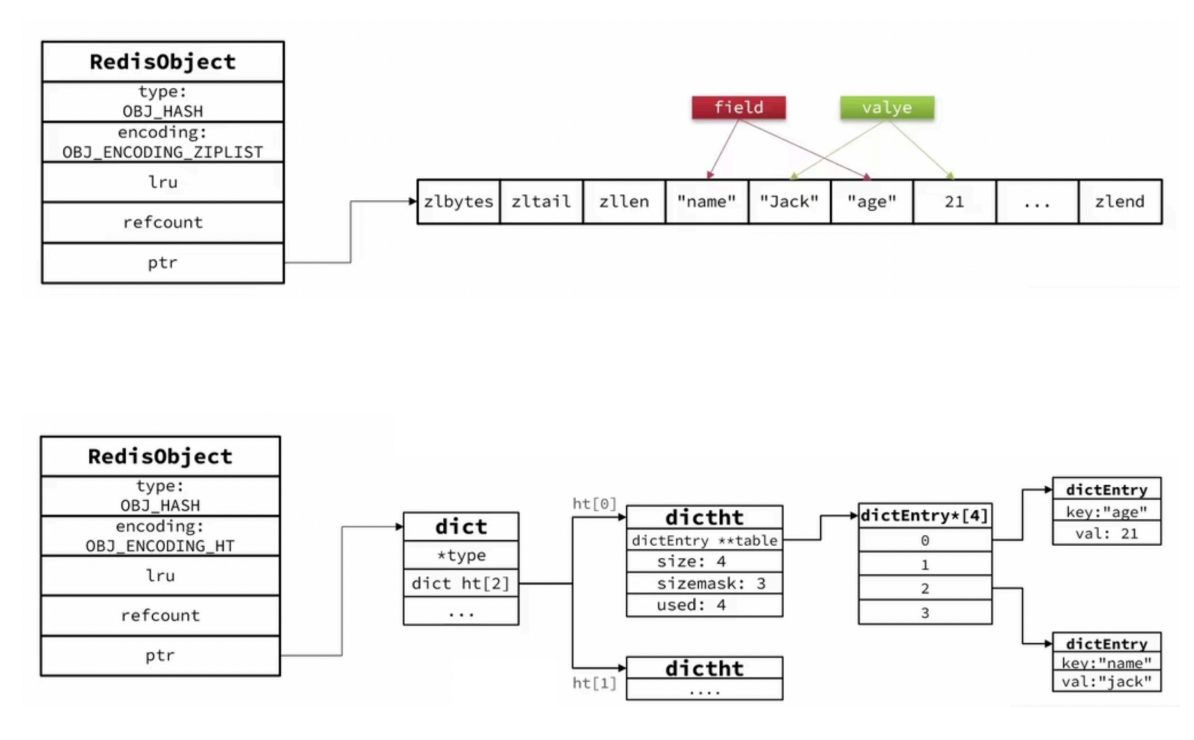 RedisObject
type:
OBJ_HASH
encoding:
OBJ_ENCODING_ZIPLIST
lru
refcount
ptr
field
valye
zlbytes
zltail
zllen
"name"
"Jack"
"age"
21
...
zlend
RedisObject
type:
OBJ_HASH
encoding:
OBJ_ENCODING_HT
lru
refcount
ptr
dict
*type
dict ht[2]
...
ht[0]
dictht
dictEntry **table
size: 4
sizemask: 3
used: 4
ht[1]
dictht
....
dictEntry*[4]
0
1
2
3
dictEntry
key:"age"
val: 21
dictEntry
key:"name"
val:"jack"